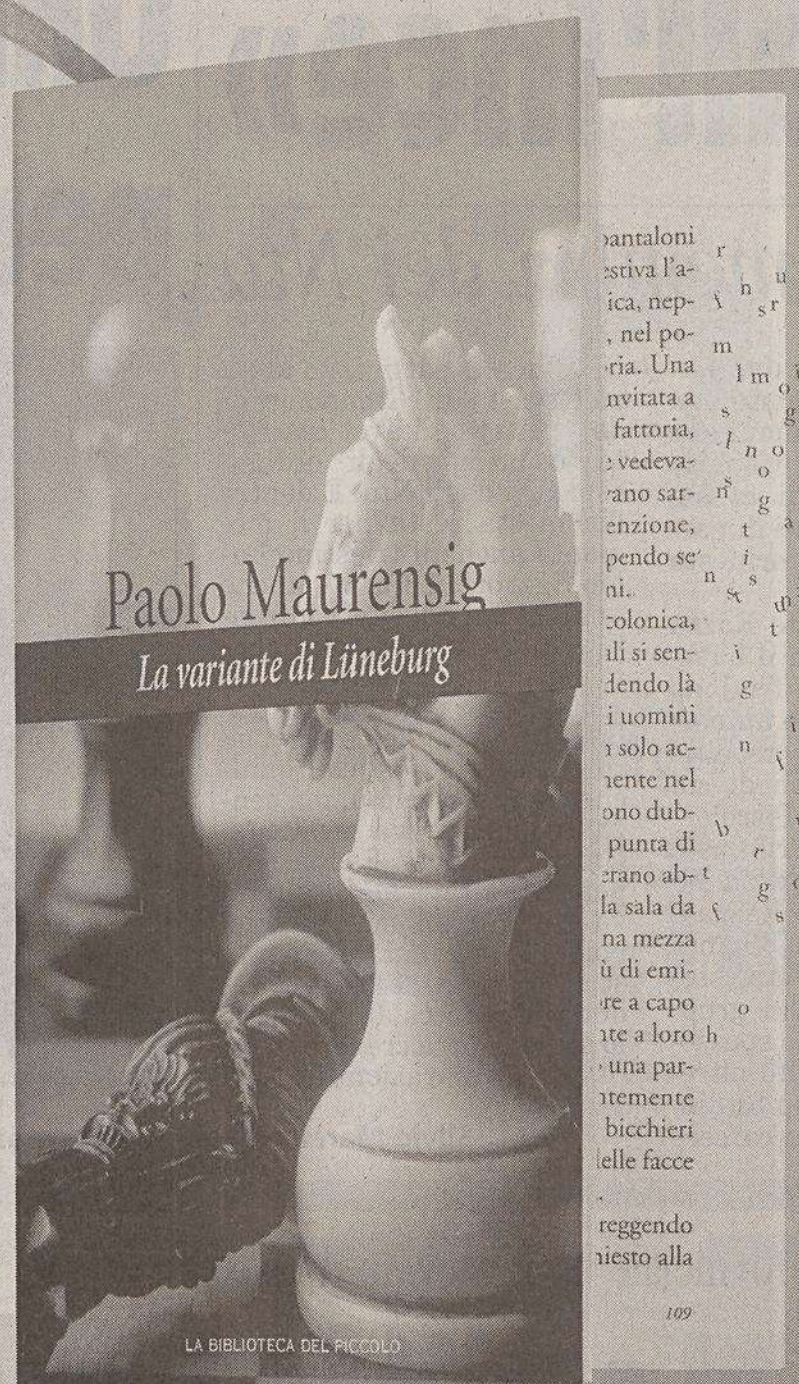 Paolo Maurensig
La variante di Lüneburg
LA BIBLIOTECA DEL PICCOLO
pantaloni
estiva l'a-
ica, nep-
, nel po-
ria. Una
nvitata a
fattoria,
e vedeva-
vano sar-
enzione,
pendo se
ni.
colonica,
ali si sen-
dendo là
i uomini
n solo ac-
mente nel
ono dub-
punta di
erano ab-
la sala da
na mezza
ù di emi-
re a capo
nte a loro
una par-
ntemente
bicchieri
delle facce
reggendo
hiesto alla
109